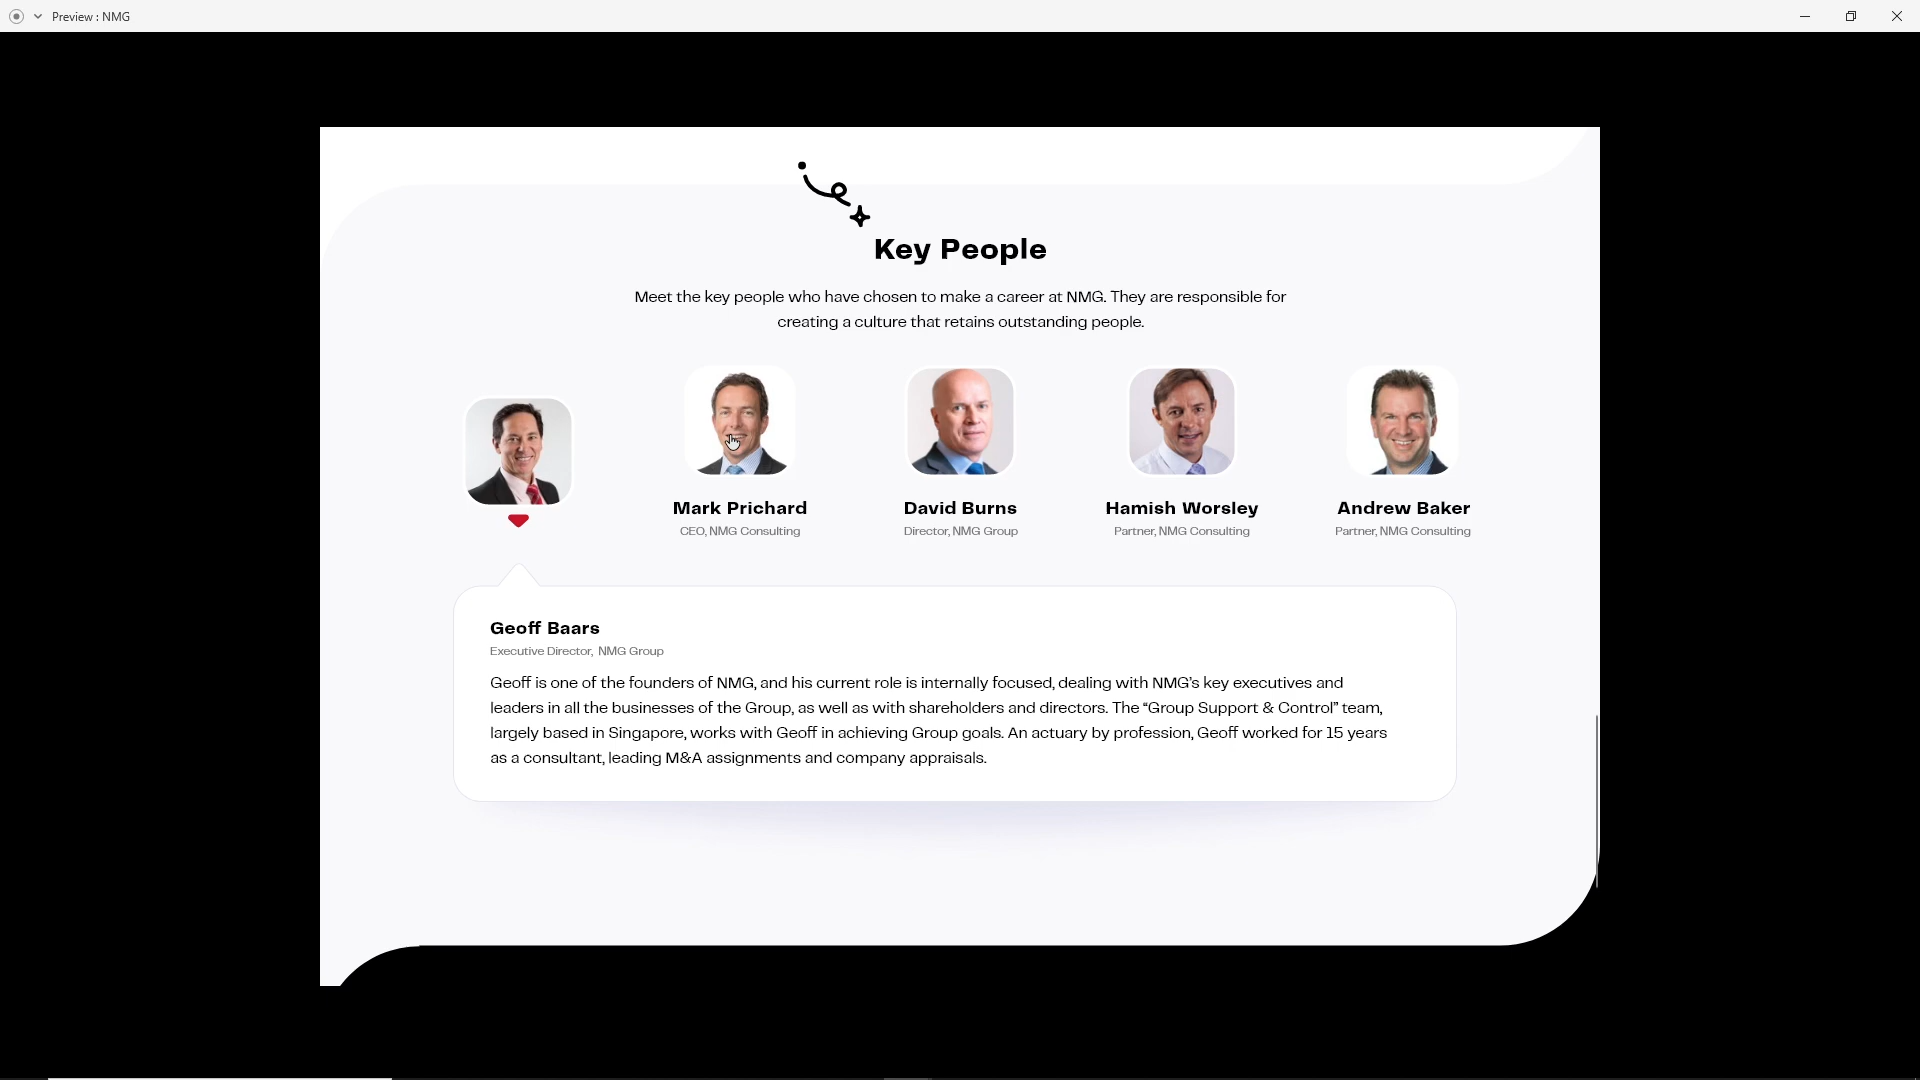 Preview : NMG
Key People
Meet the key people who have chosen to make a career at NMG. They are responsible for
creating a culture that retains outstanding people.
Mark Prichard
CEO, NMG Consulting
David Burns
Director, NMG Group
Hamish Worsley
Partner, NMG Consulting
Andrew Baker
Partner, NMG Consulting
Geoff Baars
Executive Director, NMG Group
Geoff is one of the founders of NMG, and his current role is internally focused, dealing with NMG’s key executives and
leaders in all the businesses of the Group, as well as with shareholders and directors. The “Group Support & Control” team,
largely based in Singapore, works with Geoff in achieving Group goals. An actuary by profession, Geoff worked for 15 years
as a consultant, leading M&A assignments and company appraisals.